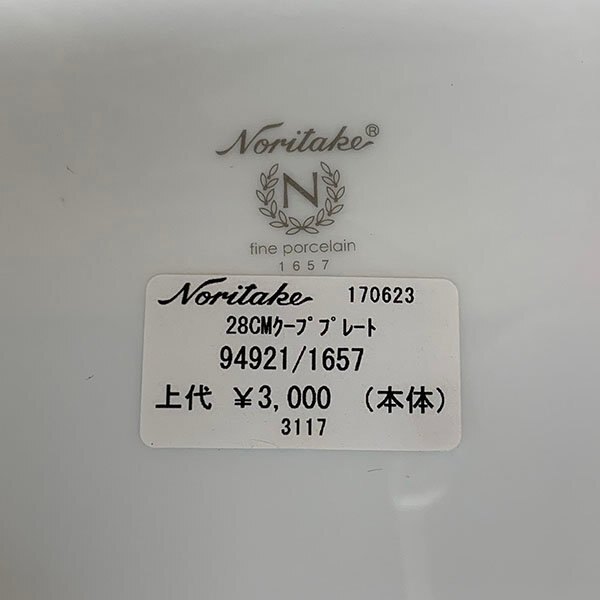 Noritake®
N
fine porcelain
1657
Noritake 170623
28CMｸｰﾌﾟﾌﾟﾚｰﾄ
94921/1657
上代 ¥3,000 (本体)
3117